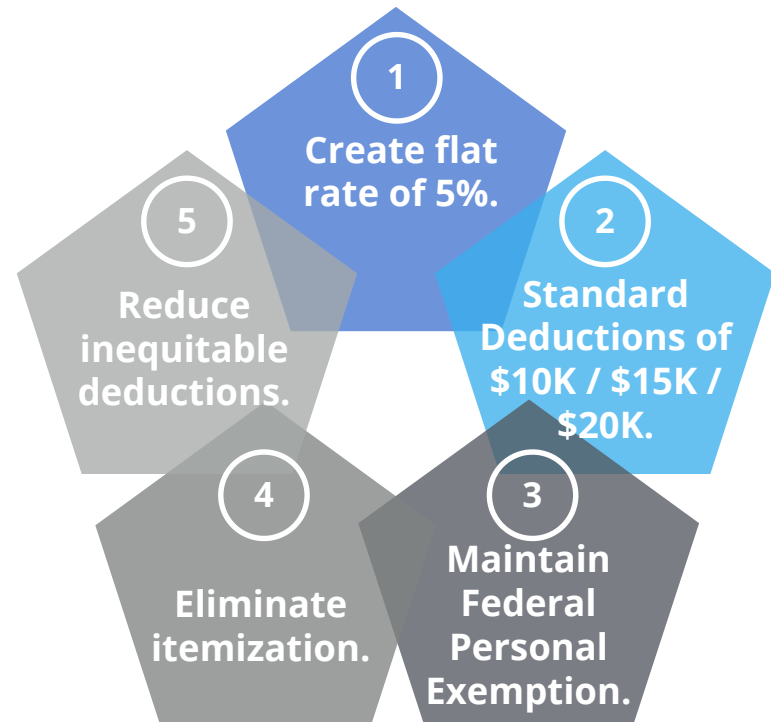 1
Create flat
rate of 5%.
2
Standard
Deductions of
$10K / $15K /
$20K.
3
Maintain
Federal
Personal
Exemption.
4
Eliminate
itemization.
5
Reduce
inequitable
deductions.